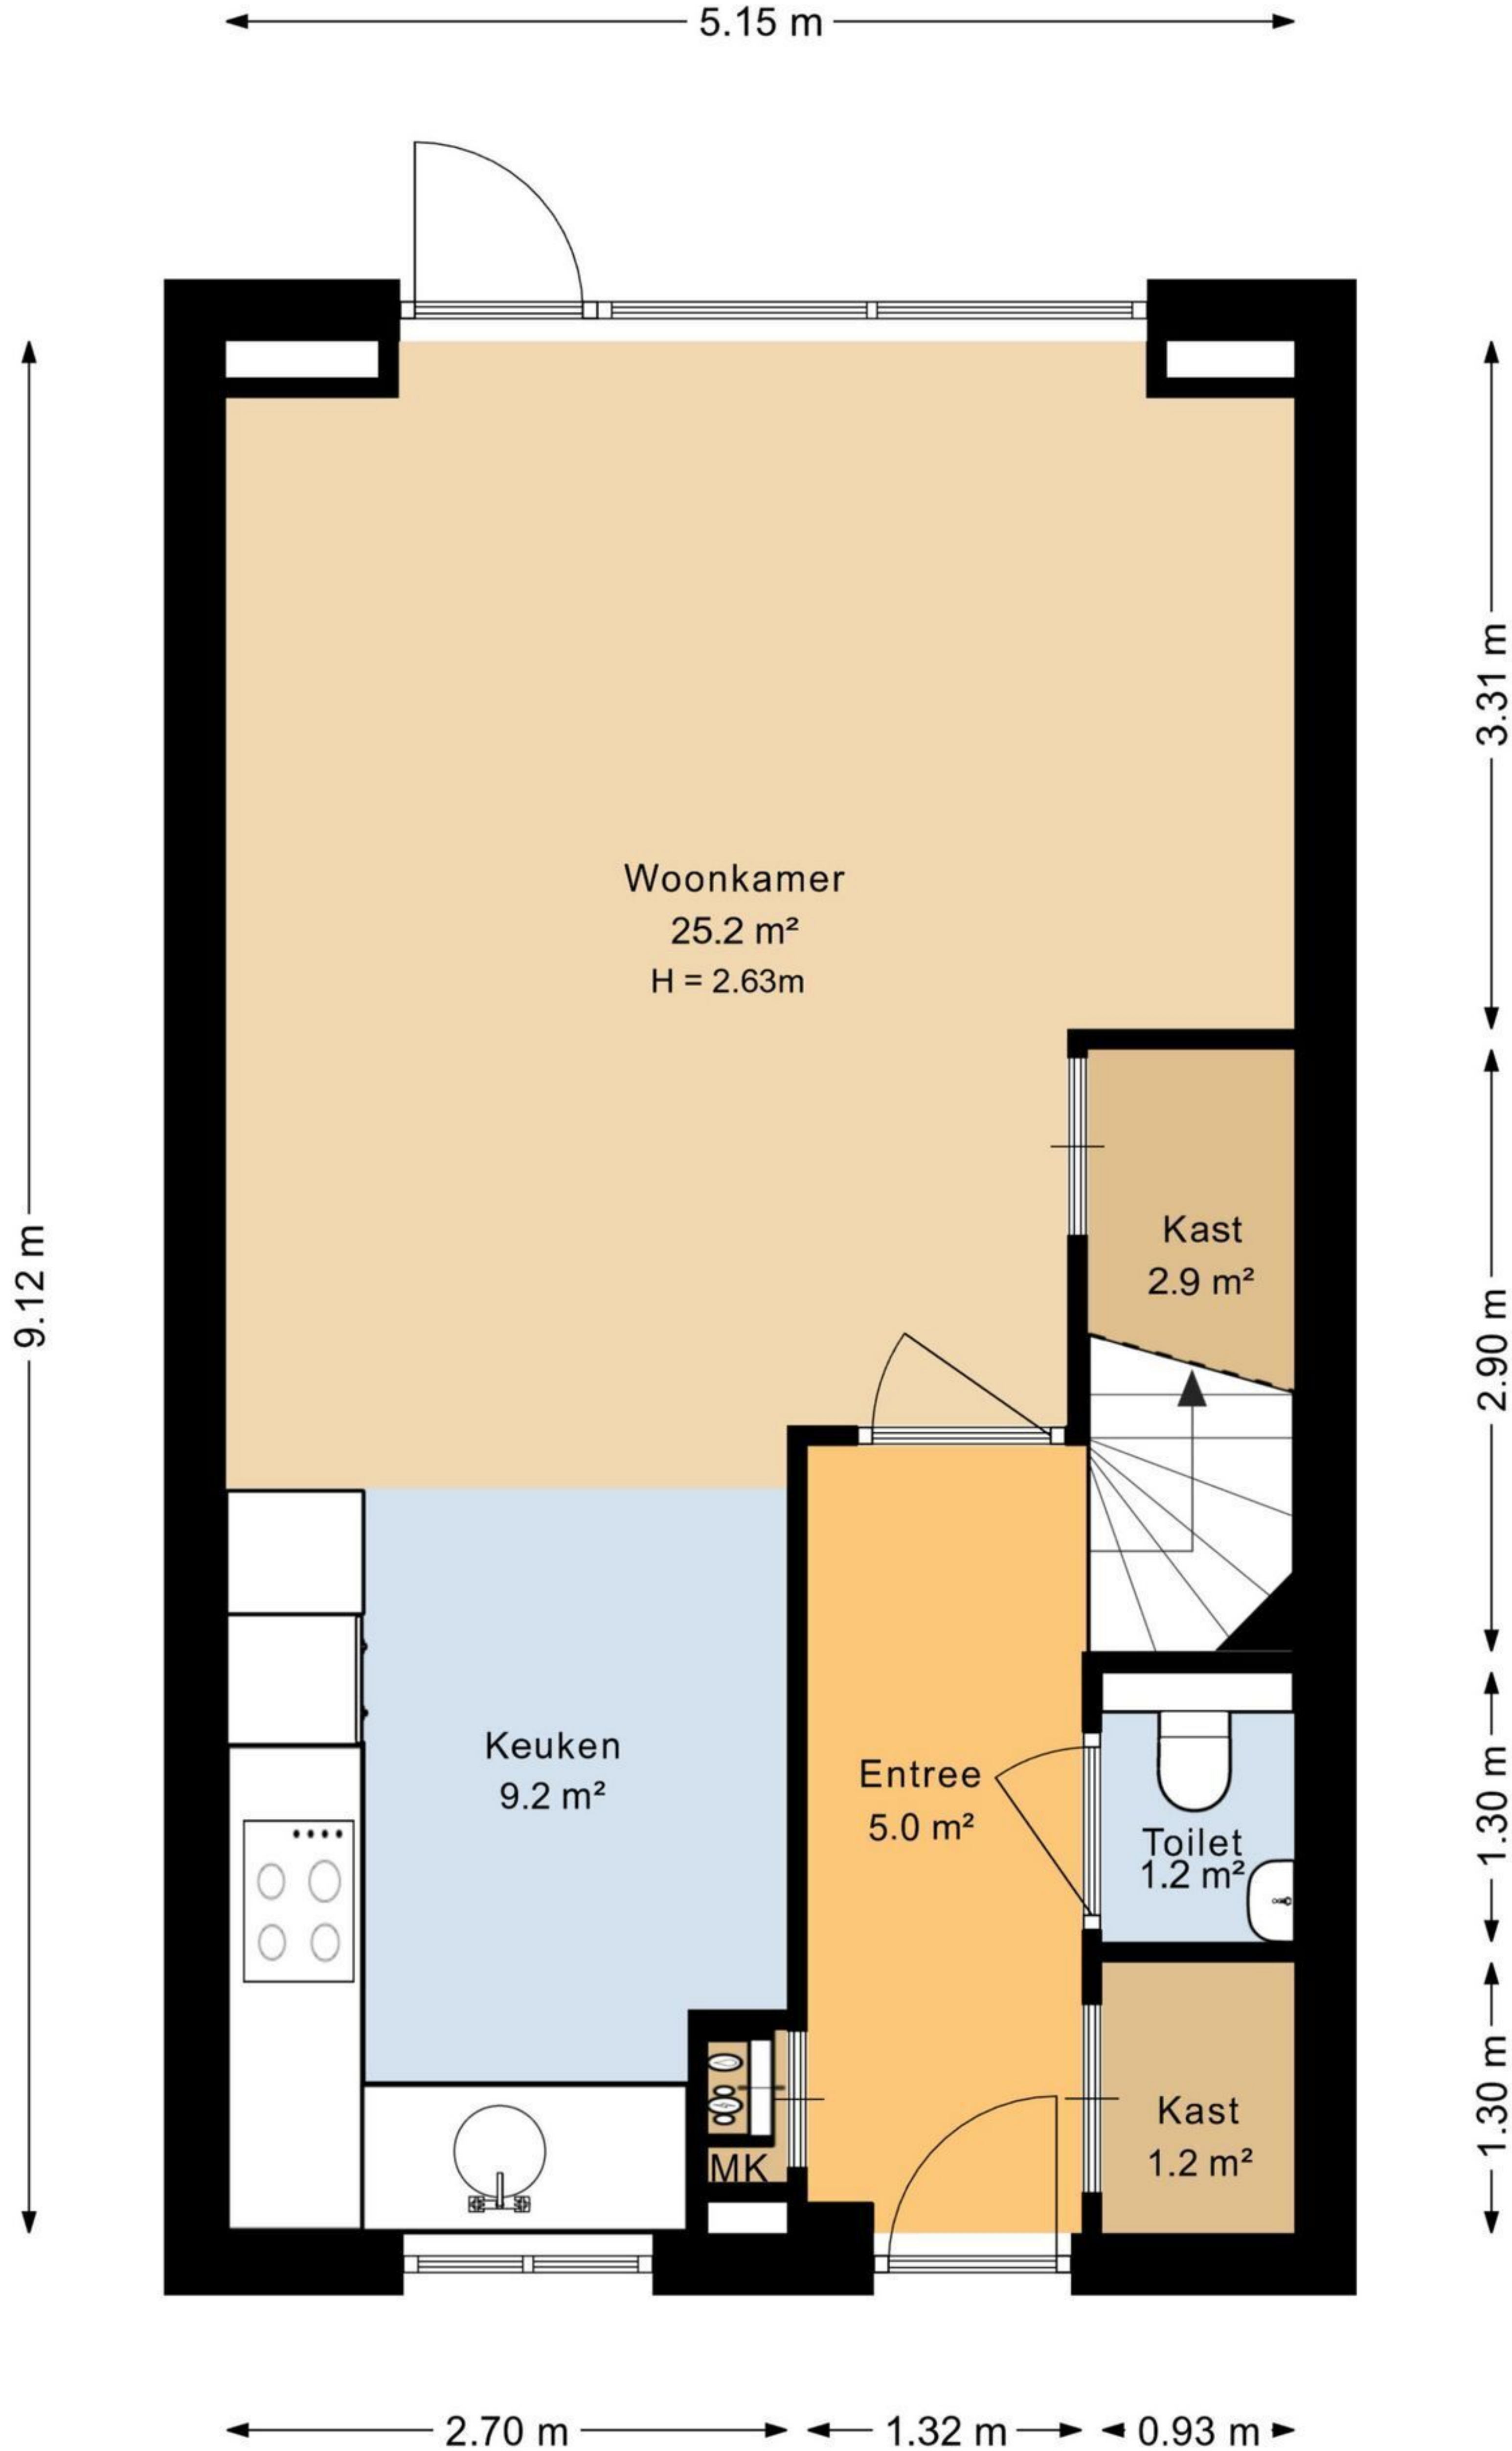 5.15 m
9.12 m
3.31 m
Woonkamer
25.2 m²
H = 2.63m
Kast
2.9 m²
2.90 m
Keuken
9.2 m²
Entree
5.0 m²
Toilet
1.2 m²
1.30 m
MK
Kast
1.2 m²
1.30 m
2.70 m
1.32 m
0.93 m